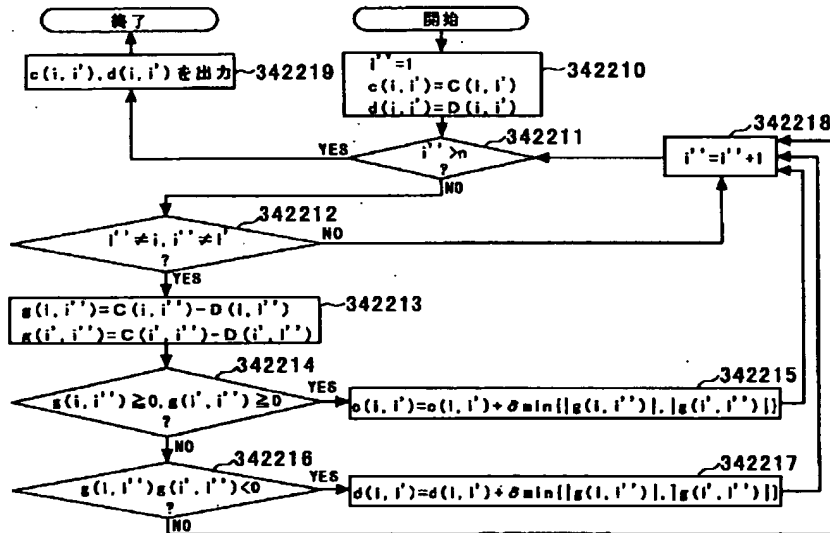 終了
開始
c(i,i'),d(i,i')を出力
342219
i''=1
c(i,i')=C(i,i')
d(i,i')=D(i,i')
342210
342211
i''>n
?
YES
NO
342218
i''=i''+1
342212
i''≠i,i''≠i'
?
NO
YES
g(i,i'')=C(i,i'')-D(i,i'')
g(i',i'')=C(i',i'')-D(i',i'')
342213
342214
g(i,i'')≧0,g(i',i'')≧0
?
YES
NO
342215
c(i,i')=c(i,i')+δmin{|g(i,i'')|,|g(i',i'')|}
342216
g(i,i'')g(i',i'')<0
?
YES
NO
342217
d(i,i')=d(i,i')+δmin{|g(i,i'')|,|g(i',i'')|}